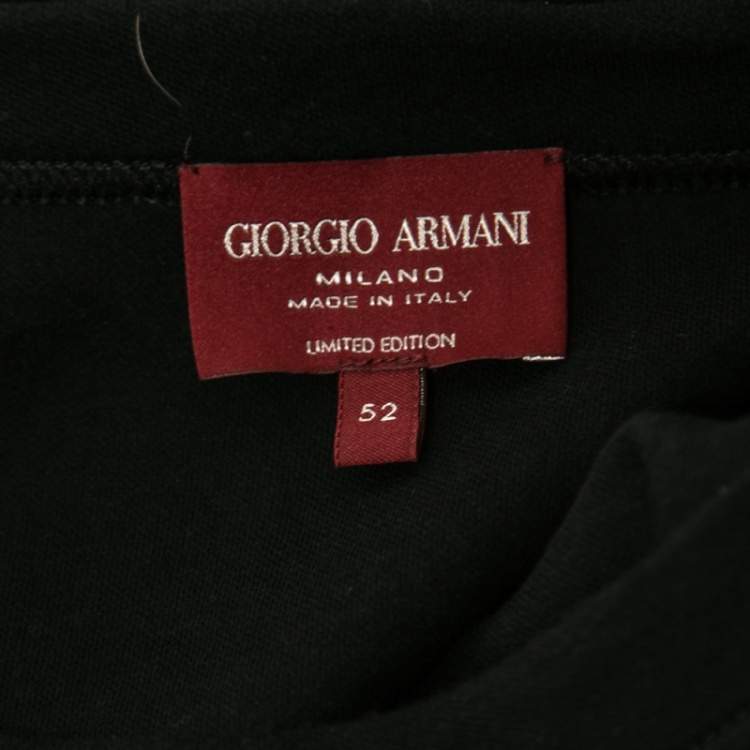 GIORGIO ARMANI
MILANO
MADE IN ITALY
LIMITED EDITION
52